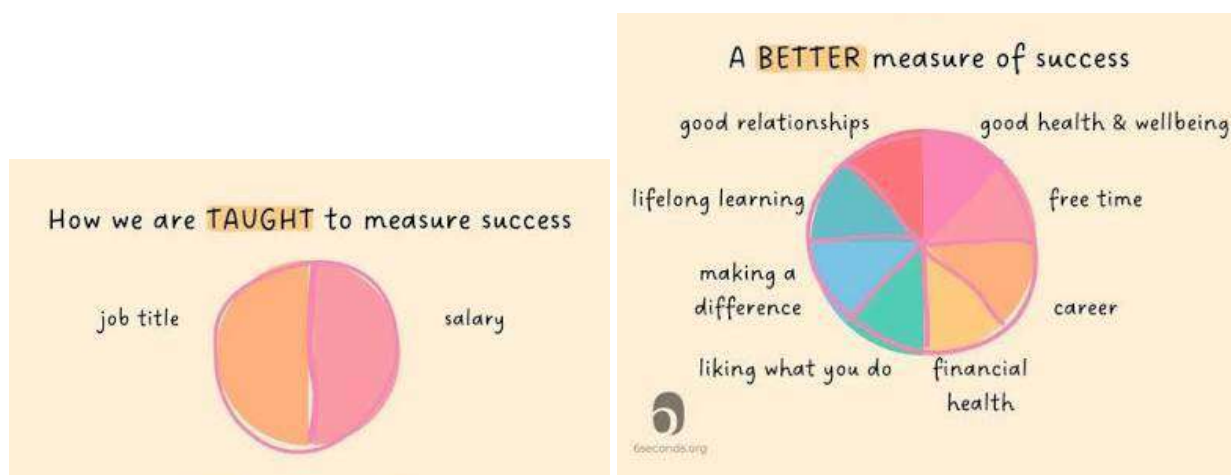 How we are TAUGHT to measure success
job title
salary
A BETTER measure of success
good relationships
good health & wellbeing
lifelong learning
free time
making a
difference
career
liking what you do
financial
health
6seconds.org